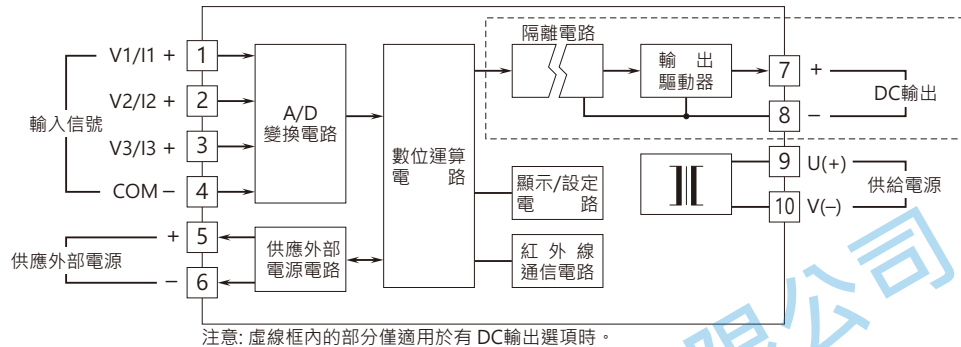 V1/I1 + 1
V2/I2 + 2
V3/I3 + 3
COM − 4
輸入信號
+ 5
− 6
供應外部電源
A/D
變換電路
供應外部
電源電路
數位運算
電 路
隔離電路
輸 出
驅動器
顯示/設定
電 路
紅 外 線
通信電路
7 +
8 −
DC輸出
9 U(+)
10 V(−)
供給電源
注意: 虛線框內的部分僅適用於有 DC輸出選項時。
限公司